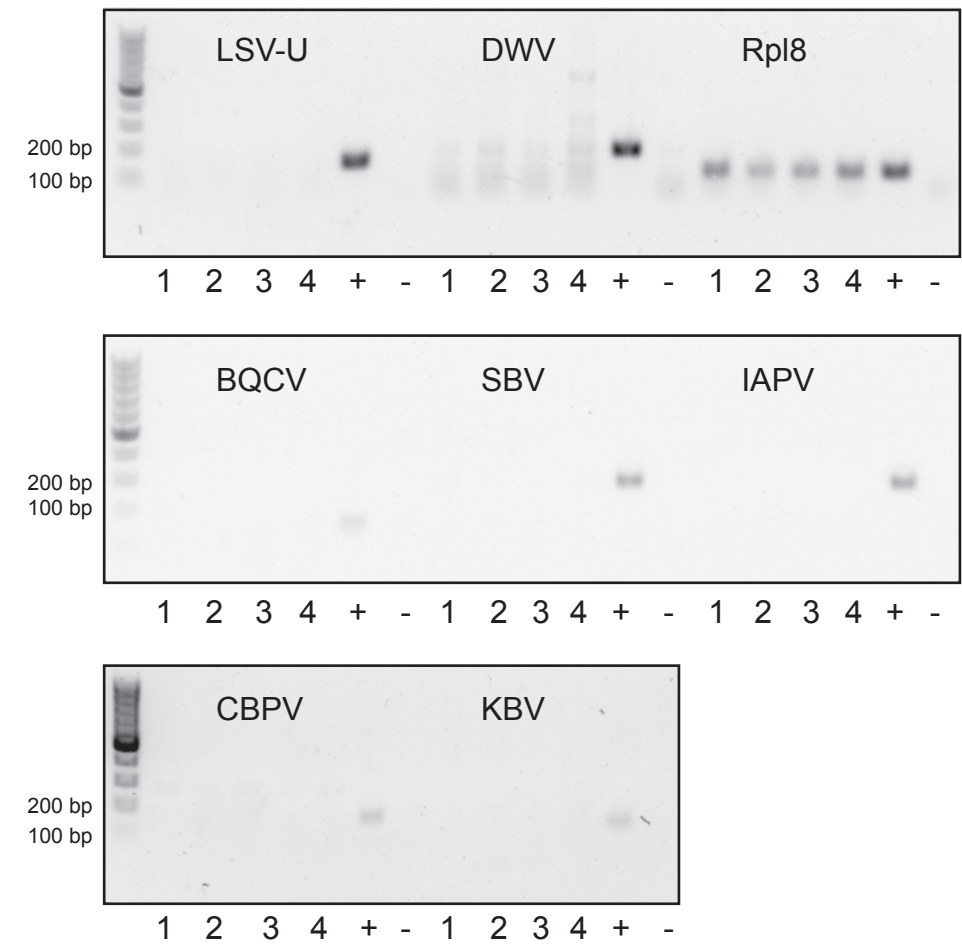 LSV-U DWV Rpl8
200 bp
100 bp
1 2 3 4 + - 1 2 3 4 + - 1 2 3 4 + -
BQCV SBV IAPV
200 bp
100 bp
1 2 3 4 + - 1 2 3 4 + - 1 2 3 4 + -
CBPV KBV
200 bp
100 bp
1 2 3 4 + - 1 2 3 4 + -